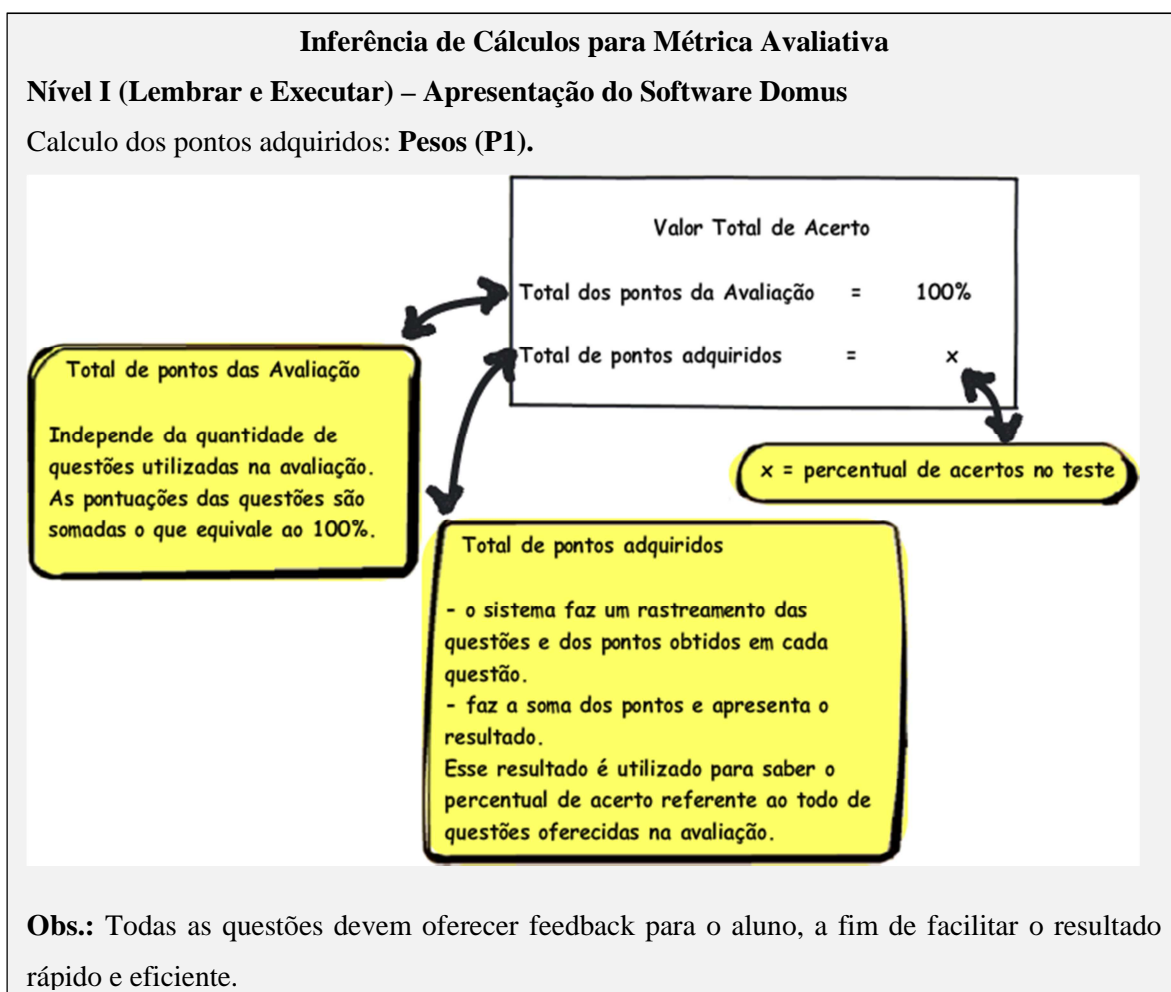 Inferência de Cálculos para Métrica Avaliativa
Nível I (Lembrar e Executar) – Apresentação do Software Domus
Calculo dos pontos adquiridos: Pesos (P1).
Valor Total de Acerto
Total dos pontos da Avaliação = 100%
Total de pontos adquiridos = x
Total de pontos das Avaliação
Independe da quantidade de
questões utilizadas na avaliação.
As pontuações das questões são
somadas o que equivale ao 100%.
x = percentual de acertos no teste
Total de pontos adquiridos
- o sistema faz um rastreamento das
questões e dos pontos obtidos em cada
questão.
- faz a soma dos pontos e apresenta o
resultado.
Esse resultado é utilizado para saber o
percentual de acerto referente ao todo de
questões oferecidas na avaliação.
Obs.: Todas as questões devem oferecer feedback para o aluno, a fim de facilitar o resultado
rápido e eficiente.